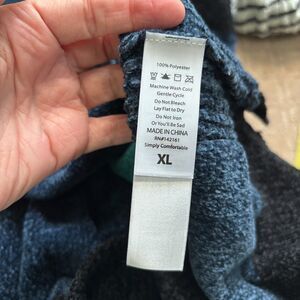 100%Polyester
Machine Wash Cold
Gentle Cycle
Do Not Bleach
Lay Flat to Dry
Do Not Iron
Or You'll Be Sad
MADE IN CHINA
RN#142161
Simply Comfortable
XL